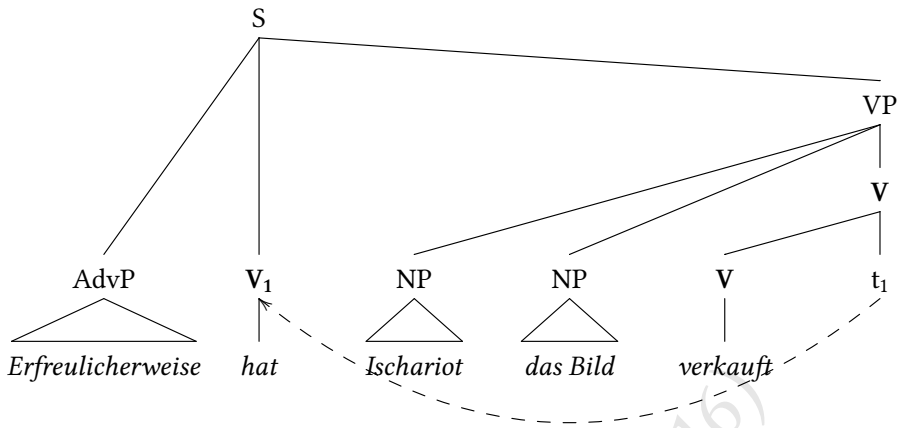 S
VP
V
AdvP V₁ NP NP V t₁
Erfreulicherweise hat Ischariot das Bild verkauft